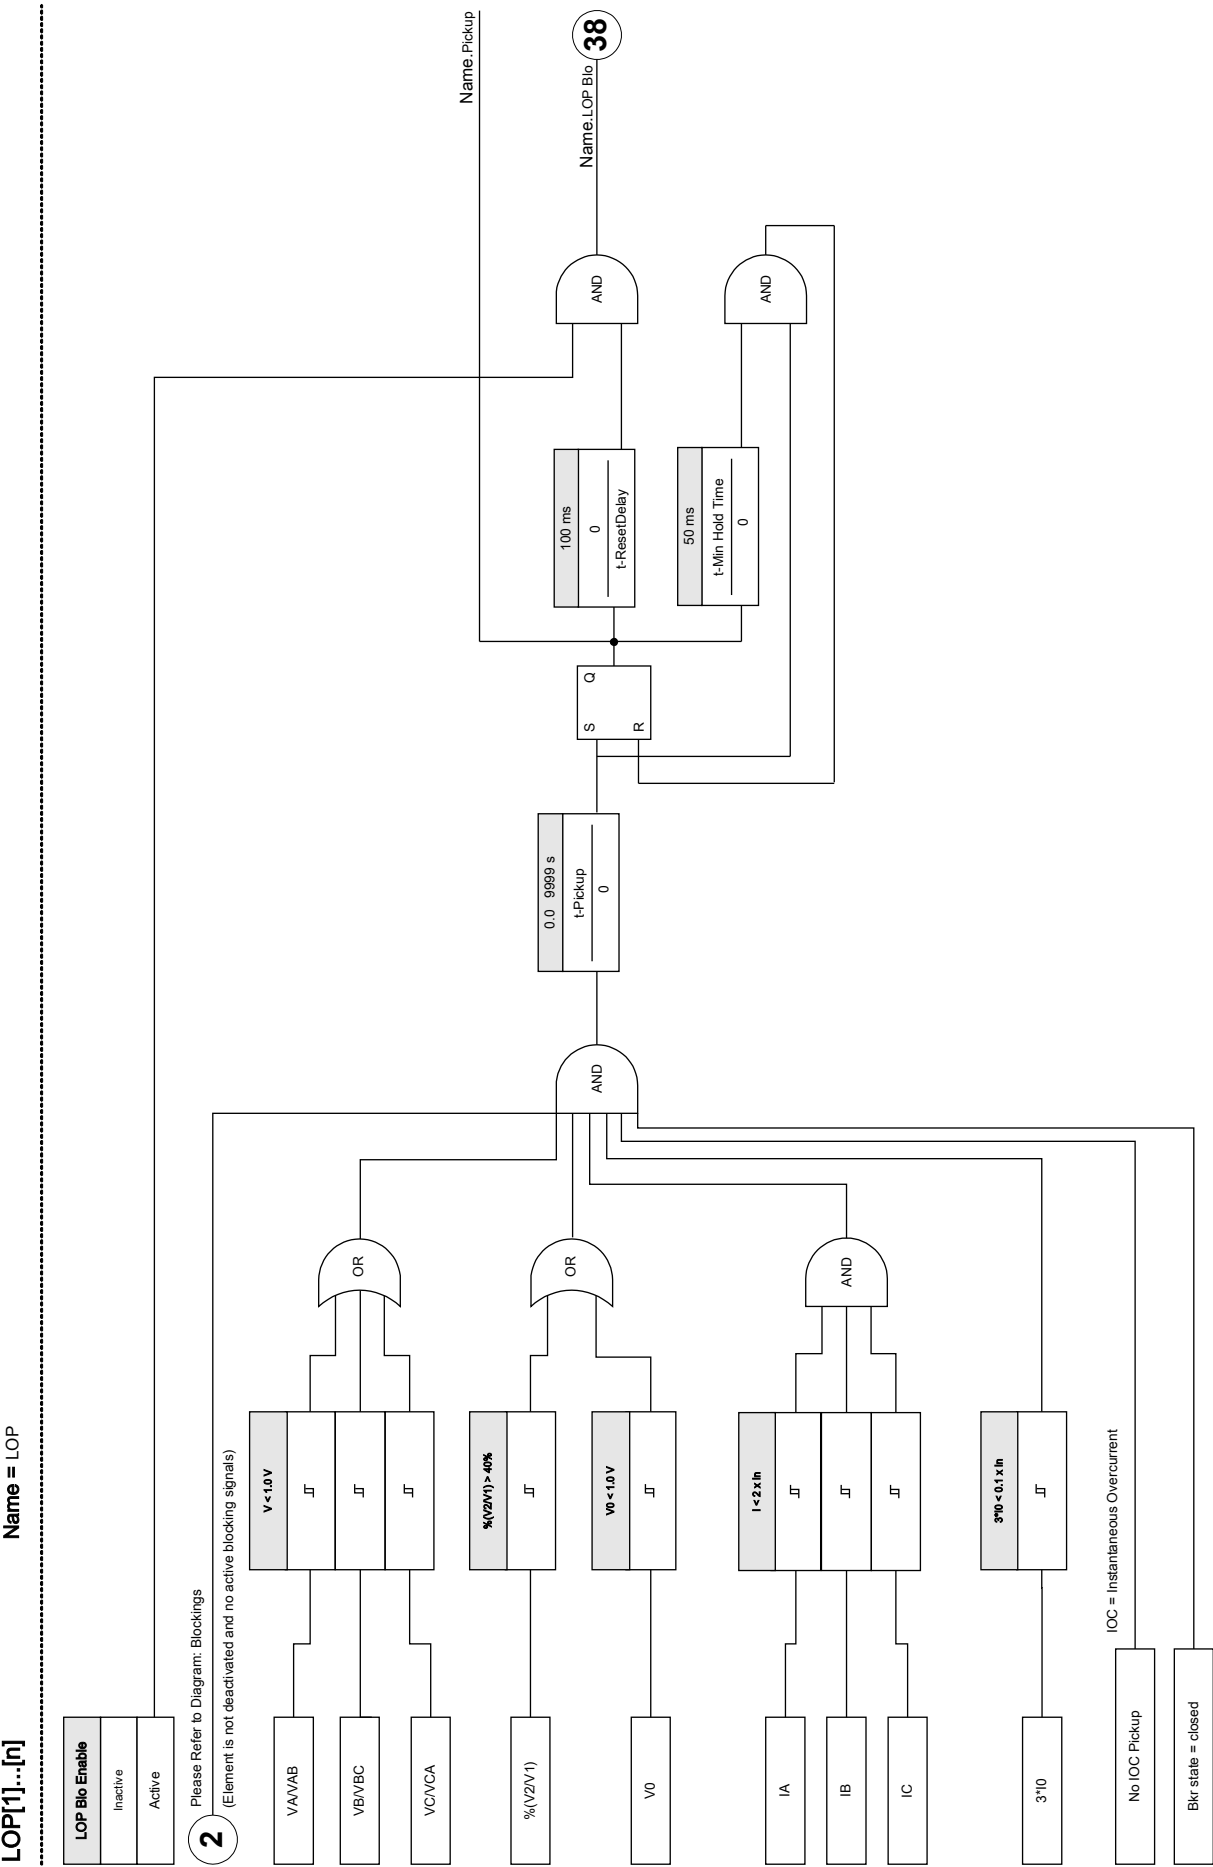 LOP[1]...[n]
Name = LOP
LOP Blo Enable
Inactive
Active
2
Please Refer to Diagram: Blockings
(Element is not deactivated and no active blocking signals)
VA/VAB
VB/VBC
VC/VCA
V < 1.0 V
OR
%(V2/V1)
%(V2/V1) > 40%
V0
V0 < 1.0 V
OR
IA
IB
IC
I < 2 x In
AND
3*I0
3*I0 < 0.1 x In
No IOC Pickup
IOC = Instantaneous Overcurrent
Bkr state = closed
AND
0.0 9999 s
t-Pickup
0
S
Q
R
100 ms
0
t-ResetDelay
50 ms
t-Min Hold Time
0
AND
AND
Name.Pickup
Name.LOP Blo
38